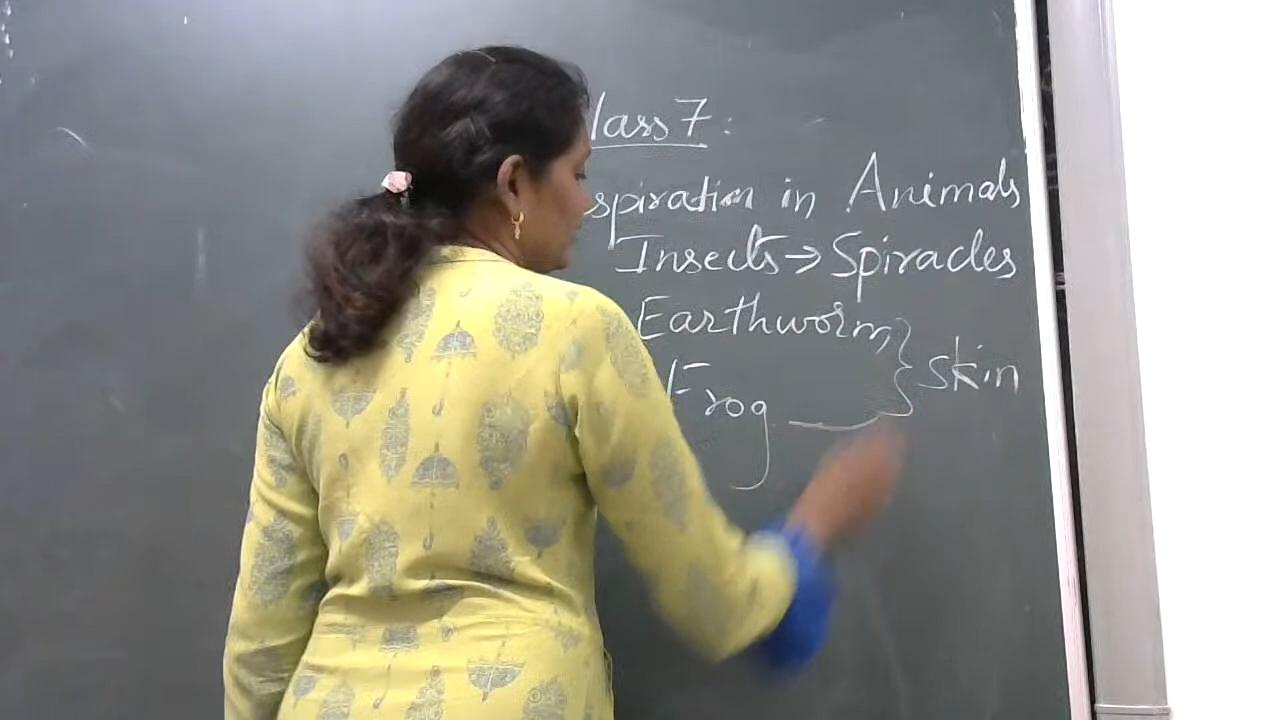 lass 7 :
spiration in Animals
Insects → Spiracles
Earthworm } Skin
Frog